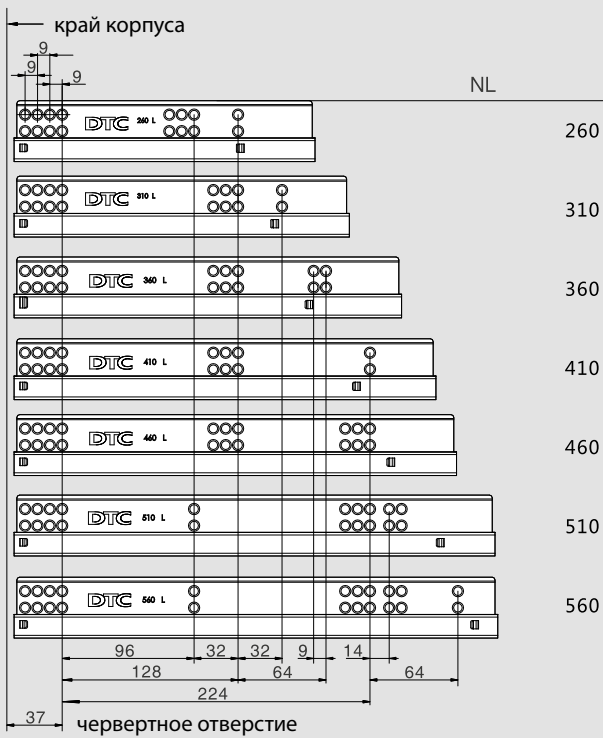 край корпуса
9
9
9
NL
DTC 260 L
260
DTC 310 L
310
DTC 360 L
360
DTC 410 L
410
DTC 460 L
460
DTC 510 L
510
DTC 560 L
560
96 32 32 9 14
128 64 64
224
37 червертное отверстие